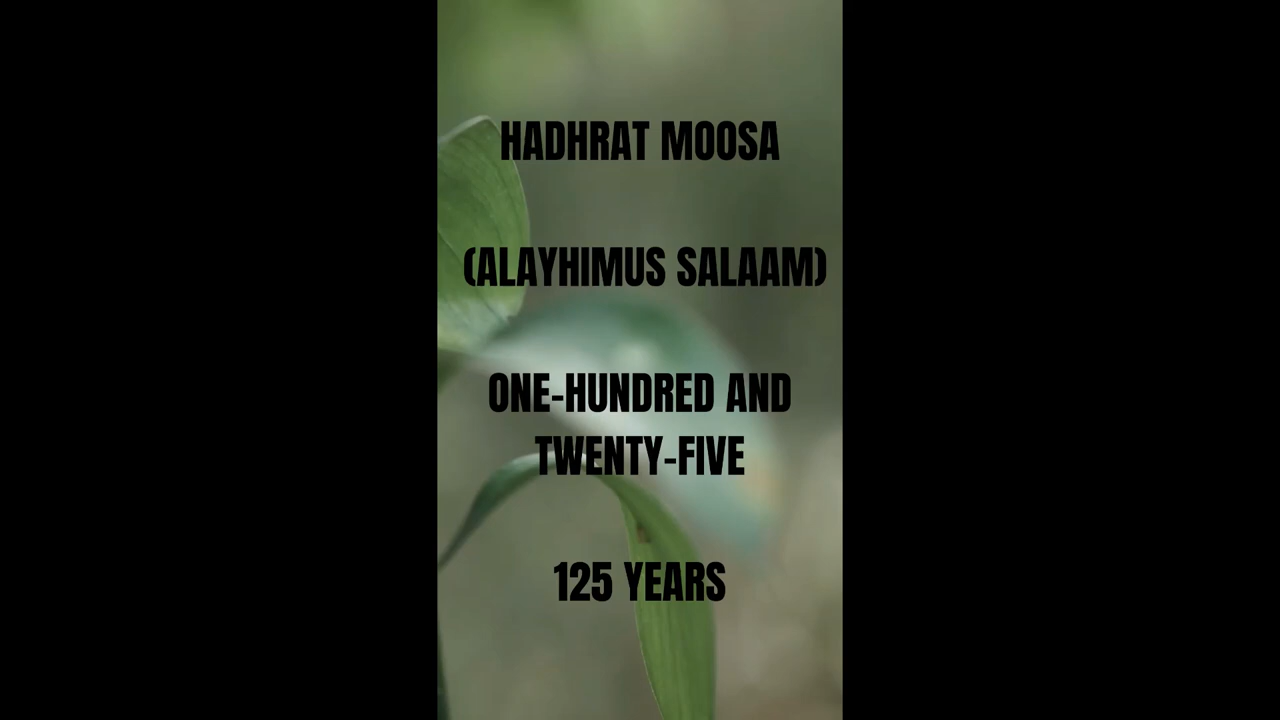 HADHRAT MOOSA
(ALAYHIMUS SALAAM)
ONE-HUNDRED AND
TWENTY-FIVE
125 YEARS